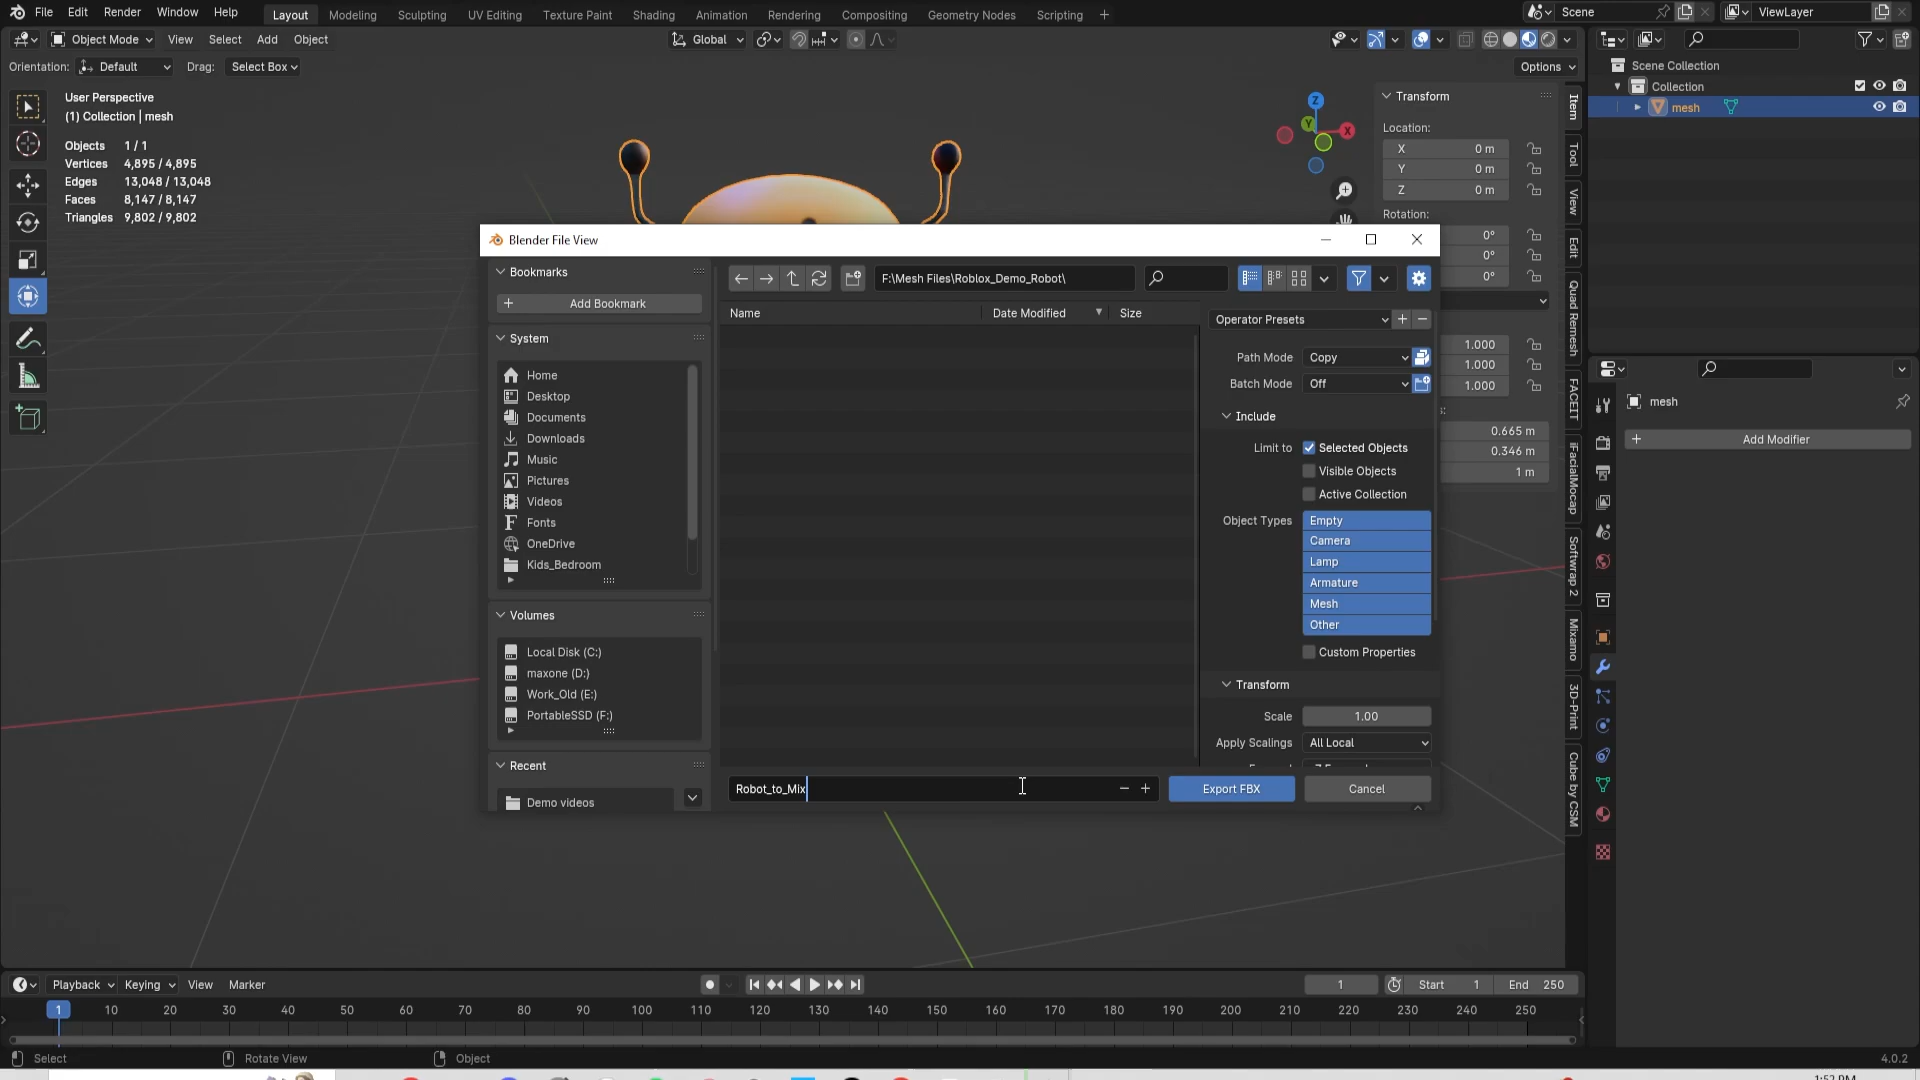 File Edit Render Window Help Layout Modeling Sculpting UV Editing Texture Paint Shading Animation Rendering Compositing Geometry Nodes Scripting Scene ViewLayer
Object Mode View Select Add Object Global
Orientation: Default Drag: Select Box Options
User Perspective
(1) Collection | mesh
Objects 1 / 1
Vertices 4,895 / 4,895
Edges 13,048 / 13,048
Faces 8,147 / 8,147
Triangles 9,802 / 9,802
Z
Y
X
Transform
Location:
X 0 m
Y 0 m
Z 0 m
Rotation:
0°
0°
0°
1.000
1.000
1.000
0.665 m
0.346 m
1 m
Item
Tool
View
Edit
Quad Remesh
FACEIT
iFacialMocap
Softwrap 2
Mixamo
3D-Print
Cube by CSM
Scene Collection
Collection
mesh
mesh
Add Modifier
Blender File View
Bookmarks
Add Bookmark
System
Home
Desktop
Documents
Downloads
Music
Pictures
Videos
Fonts
OneDrive
Kids_Bedroom
Volumes
Local Disk (C:)
maxone (D:)
Work_Old (E:)
PortableSSD (F:)
Recent
Demo videos
F:\Mesh Files\Roblox_Demo_Robot\
Name Date Modified Size
Operator Presets
Path Mode Copy
Batch Mode Off
Include
Limit to Selected Objects
Visible Objects
Active Collection
Object Types Empty
Camera
Lamp
Armature
Mesh
Other
Custom Properties
Transform
Scale 1.00
Apply Scalings All Local
Robot_to_Mix Export FBX Cancel
Playback Keying View Marker 1 Start 1 End 250
1 10 20 30 40 50 60 70 80 90 100 110 120 130 140 150 160 170 180 190 200 210 220 230 240 250
Select Rotate View Object 4.0.2